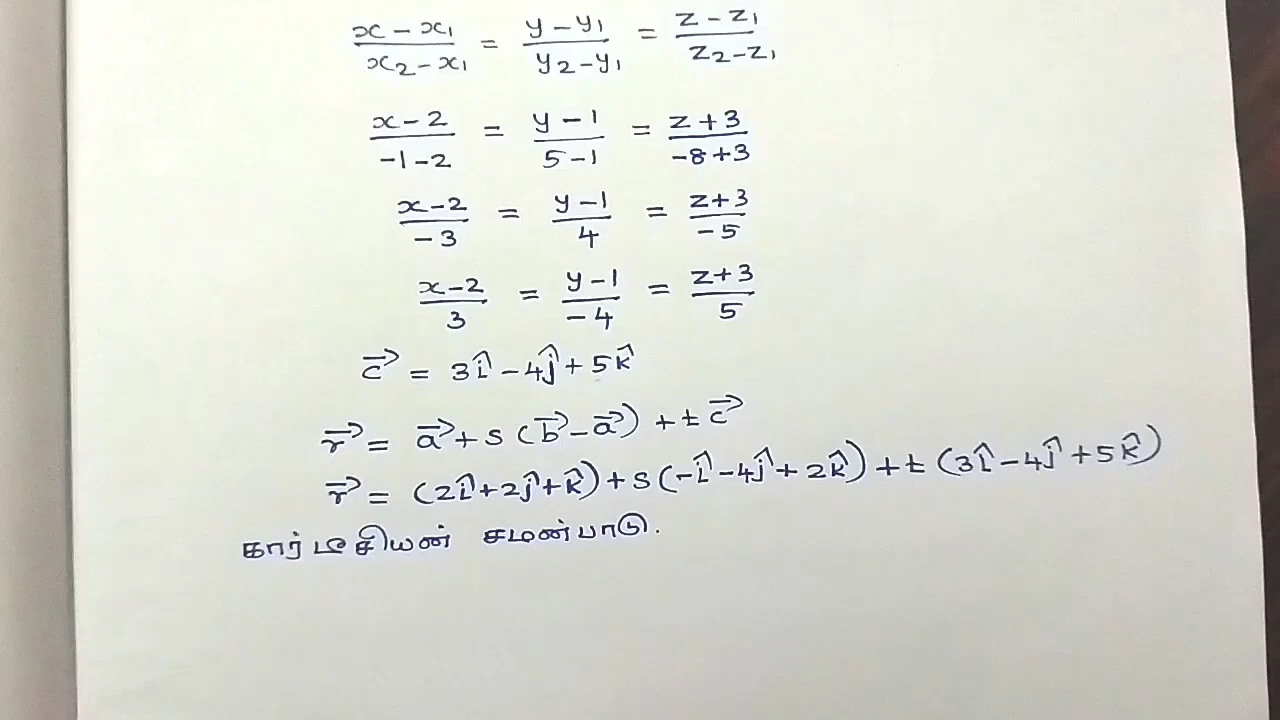 x - x₁ / x₂ - x₁ = y - y₁ / y₂ - y₁ = z - z₁ / z₂ - z₁
x - 2 / -1 - 2 = y - 1 / 5 - 1 = z + 3 / -8 + 3
x - 2 / -3 = y - 1 / 4 = z + 3 / -5
x - 2 / 3 = y - 1 / -4 = z + 3 / 5
c⃗ = 3î - 4ĵ + 5k̂
r⃗ = a⃗ + s(b⃗ - a⃗) + t c⃗
r⃗ = (2î + 2ĵ + k̂) + s(-î - 4ĵ + 2k̂) + t(3î - 4ĵ + 5k̂)
கார்டீசியன் சமன்பாடு.